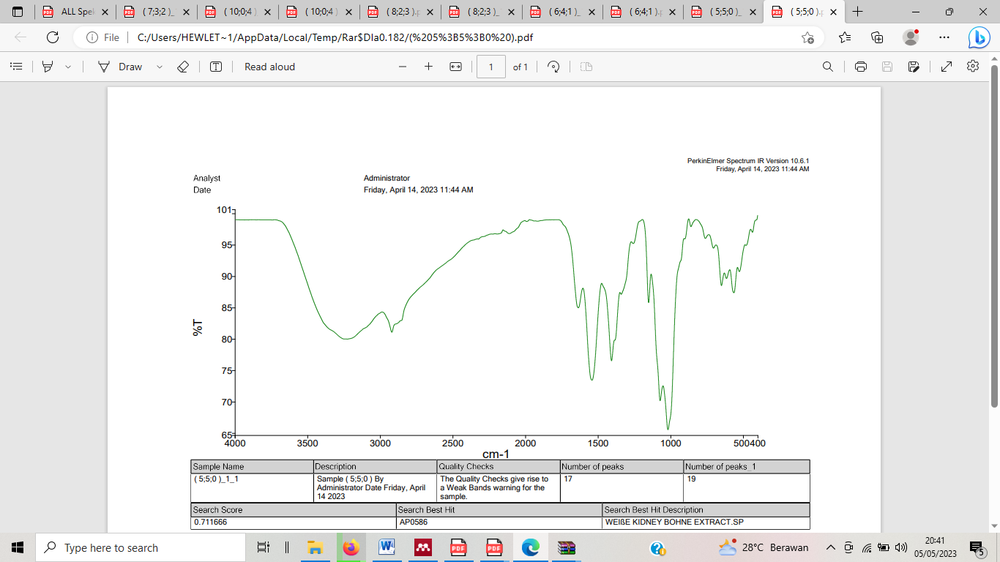 ALL Spel
( 7;3;2 )_
( 10;0;4 )
( 10;0;4 )
( 8;2;3 ).p
( 8;2;3 )_
( 6;4;1 )_
( 6;4;1 ).p
( 5;5;0 )_
( 5;5;0 ).p
File
C:/Users/HEWLET~1/AppData/Local/Temp/Rar$DIa0.182/(%205%3B5%3B0%20).pdf
Draw
Read aloud
1
of 1
PerkinElmer Spectrum IR Version 10.6.1
Friday, April 14, 2023 11:44 AM
Analyst Administrator
Date Friday, April 14, 2023 11:44 AM
101
95
90
85
80
75
70
65
%T
4000 3500 3000 2500 2000 1500 1000 500400
cm-1
Sample Name Description Quality Checks Number of peaks Number of peaks_1
( 5;5;0 )_1_1 Sample ( 5;5;0 ) By The Quality Checks give rise to 17 19
Administrator Date Friday, April a Weak Bands warning for the
14 2023 sample.
Search Score Search Best Hit Search Best Hit Description
0.711666 AP0586 WEIßE KIDNEY BOHNE EXTRACT.SP
Type here to search
28°C Berawan
20:41
05/05/2023
5